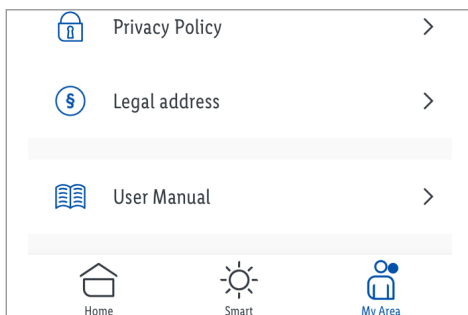 Privacy Policy
§
Legal address
User Manual
Home
Smart
My Area